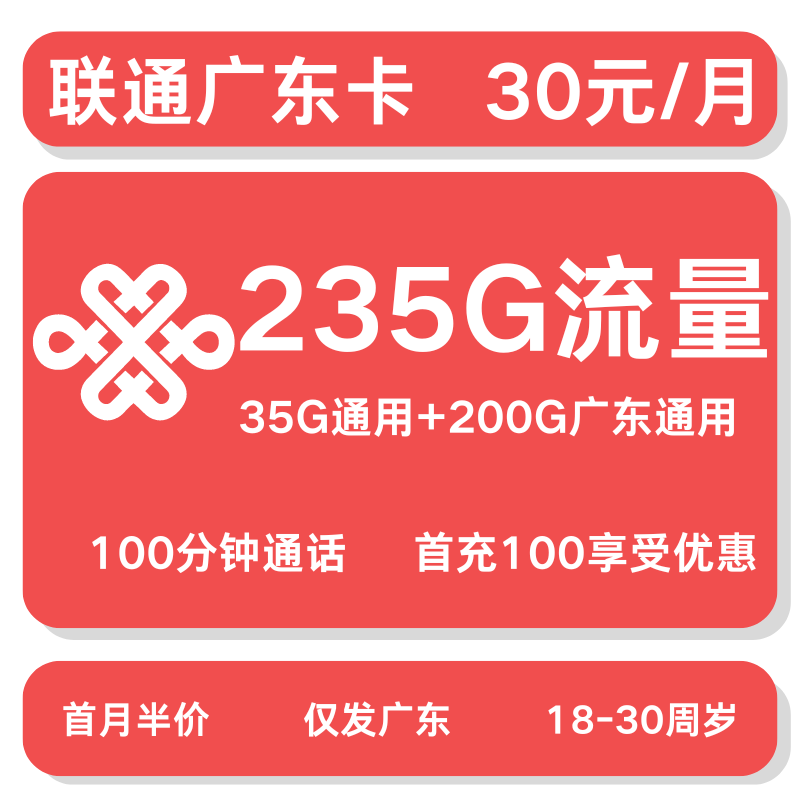 联通广东卡 30元/月
235G流量
35G通用+200G广东通用
100分钟通话 首充100享受优惠
首月半价 仅发广东 18-30周岁